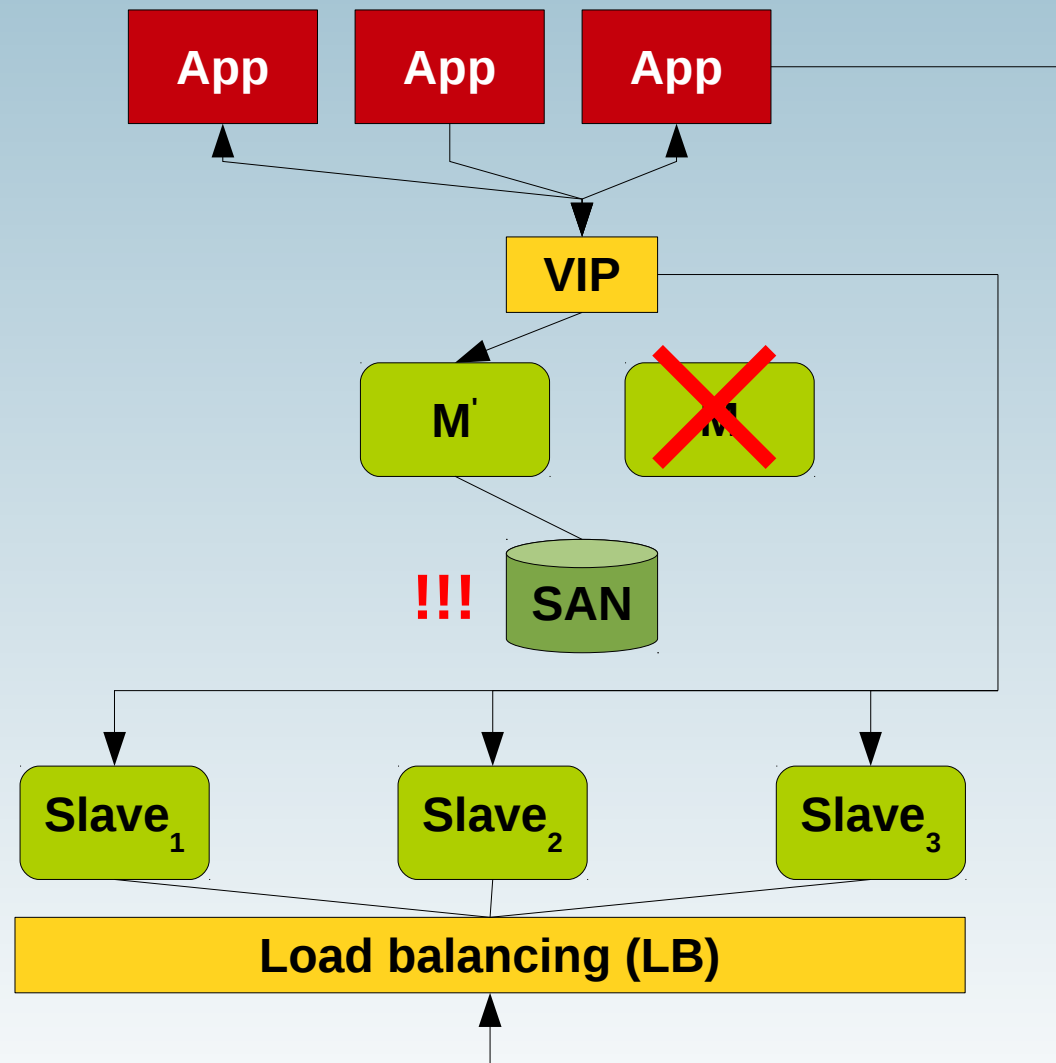 App App App
VIP
M' M
!!! SAN
Slave1 Slave2 Slave3
Load balancing (LB)